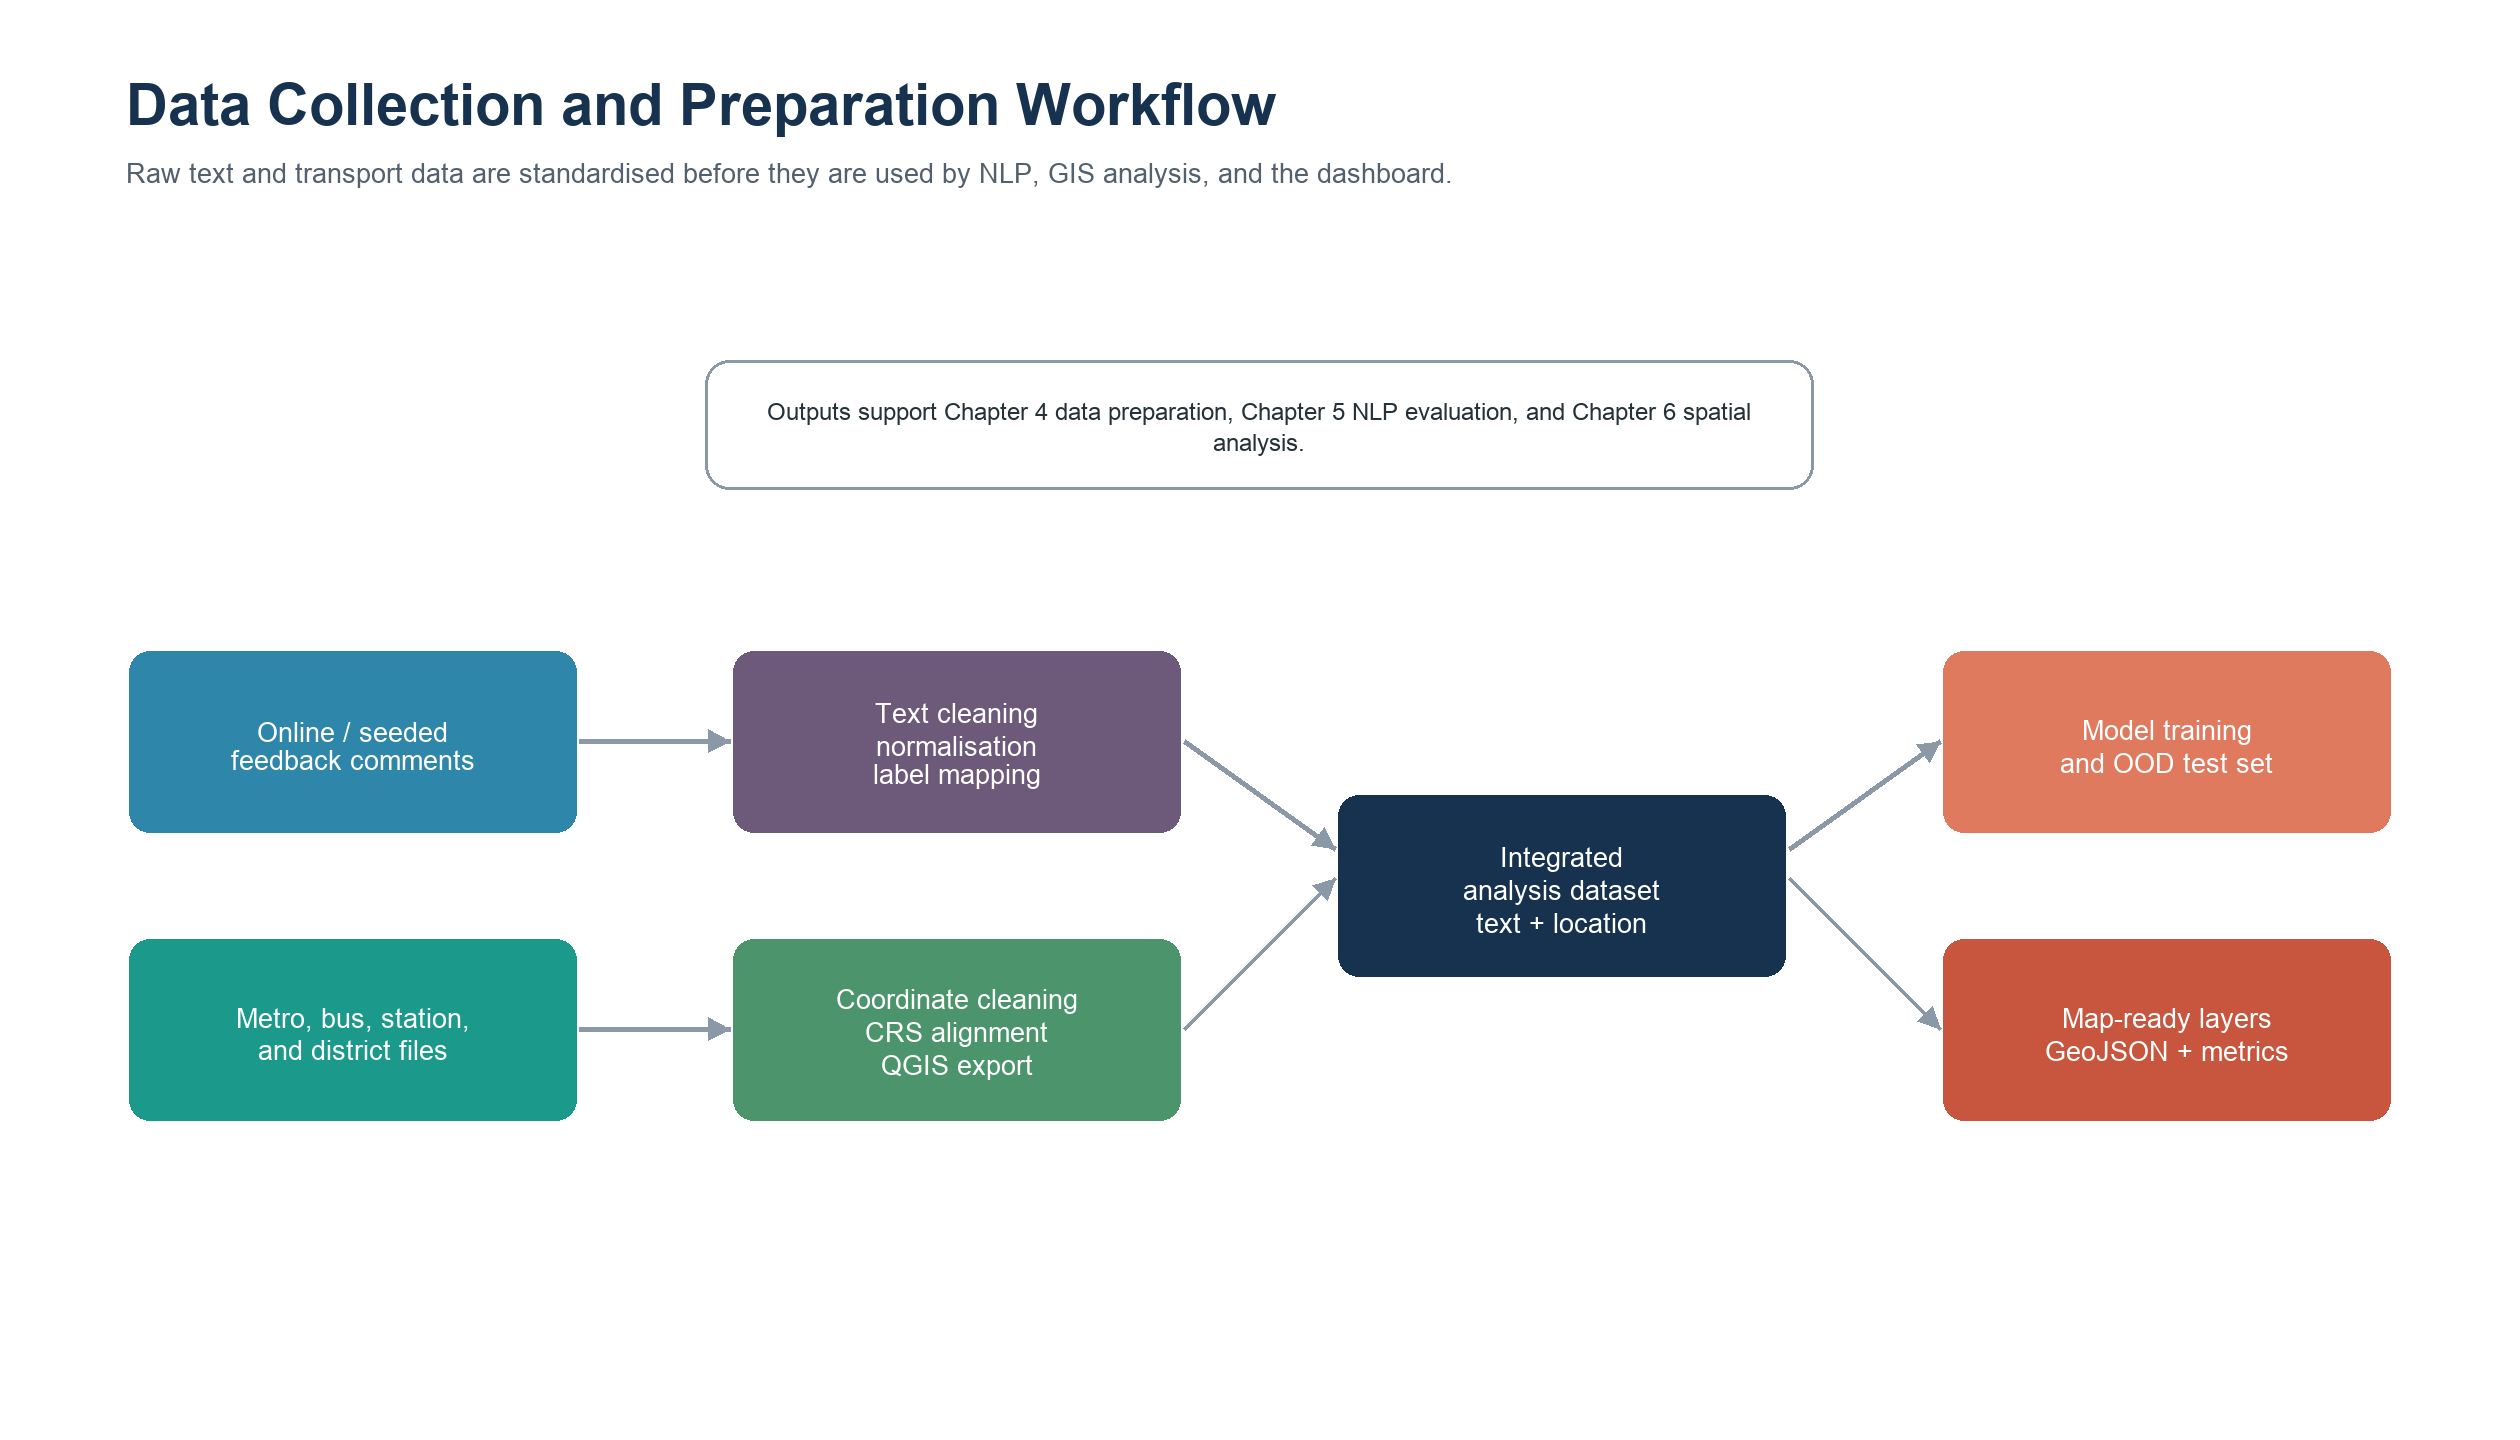 Data Collection and Preparation Workflow
Raw text and transport data are standardised before they are used by NLP, GIS analysis, and the dashboard.
Outputs support Chapter 4 data preparation, Chapter 5 NLP evaluation, and Chapter 6 spatial
analysis.
Online / seeded
feedback comments
Text cleaning
normalisation
label mapping
Metro, bus, station,
and district files
Coordinate cleaning
CRS alignment
QGIS export
Integrated
analysis dataset
text + location
Model training
and OOD test set
Map-ready layers
GeoJSON + metrics